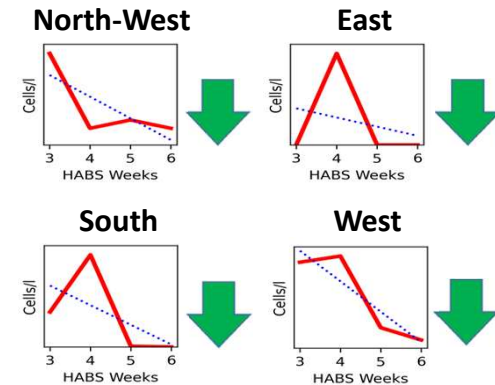 North-West
Cells/l
3 4 5 6
HABS Weeks
East
Cells/l
3 4 5 6
HABS Weeks
South
Cells/l
3 4 5 6
HABS Weeks
West
Cells/l
3 4 5 6
HABS Weeks